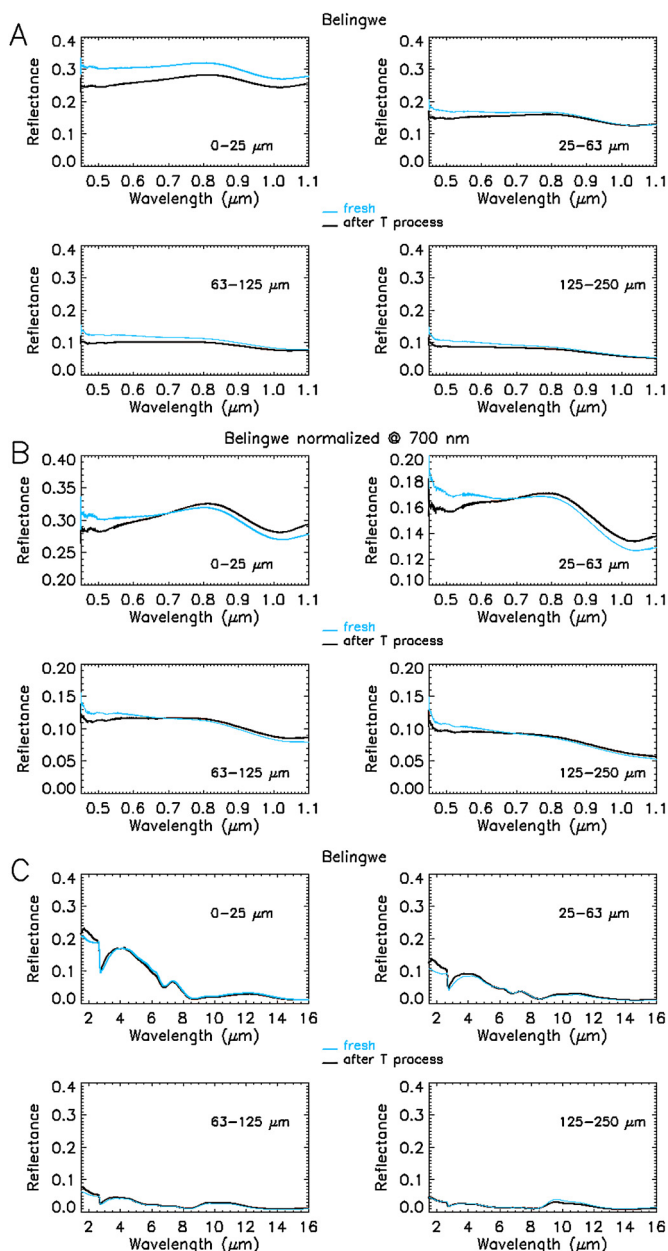 A
Belingwe
Reflectance
0.4
0.3
0.2
0.1
0.0
0–25 μm
0.5 0.6 0.7 0.8 0.9 1.0 1.1
Wavelength (μm)
Reflectance
0.4
0.3
0.2
0.1
0.0
25–63 μm
0.5 0.6 0.7 0.8 0.9 1.0 1.1
Wavelength (μm)
fresh
after T process
Reflectance
0.4
0.3
0.2
0.1
0.0
63–125 μm
0.5 0.6 0.7 0.8 0.9 1.0 1.1
Wavelength (μm)
Reflectance
0.4
0.3
0.2
0.1
0.0
125–250 μm
0.5 0.6 0.7 0.8 0.9 1.0 1.1
Wavelength (μm)
B
Belingwe normalized @ 700 nm
Reflectance
0.40
0.35
0.30
0.25
0.20
0–25 μm
0.5 0.6 0.7 0.8 0.9 1.0 1.1
Wavelength (μm)
Reflectance
0.20
0.18
0.16
0.14
0.12
0.10
25–63 μm
0.5 0.6 0.7 0.8 0.9 1.0 1.1
Wavelength (μm)
fresh
after T process
Reflectance
0.20
0.15
0.10
0.05
0.00
63–125 μm
0.5 0.6 0.7 0.8 0.9 1.0 1.1
Wavelength (μm)
Reflectance
0.20
0.15
0.10
0.05
0.00
125–250 μm
0.5 0.6 0.7 0.8 0.9 1.0 1.1
Wavelength (μm)
C
Belingwe
Reflectance
0.4
0.3
0.2
0.1
0.0
0–25 μm
2 4 6 8 10 12 14 16
Wavelength (μm)
Reflectance
0.4
0.3
0.2
0.1
0.0
25–63 μm
2 4 6 8 10 12 14 16
Wavelength (μm)
fresh
after T process
Reflectance
0.4
0.3
0.2
0.1
0.0
63–125 μm
2 4 6 8 10 12 14 16
Wavelength (μm)
Reflectance
0.4
0.3
0.2
0.1
0.0
125–250 μm
2 4 6 8 10 12 14 16
Wavelength (μm)